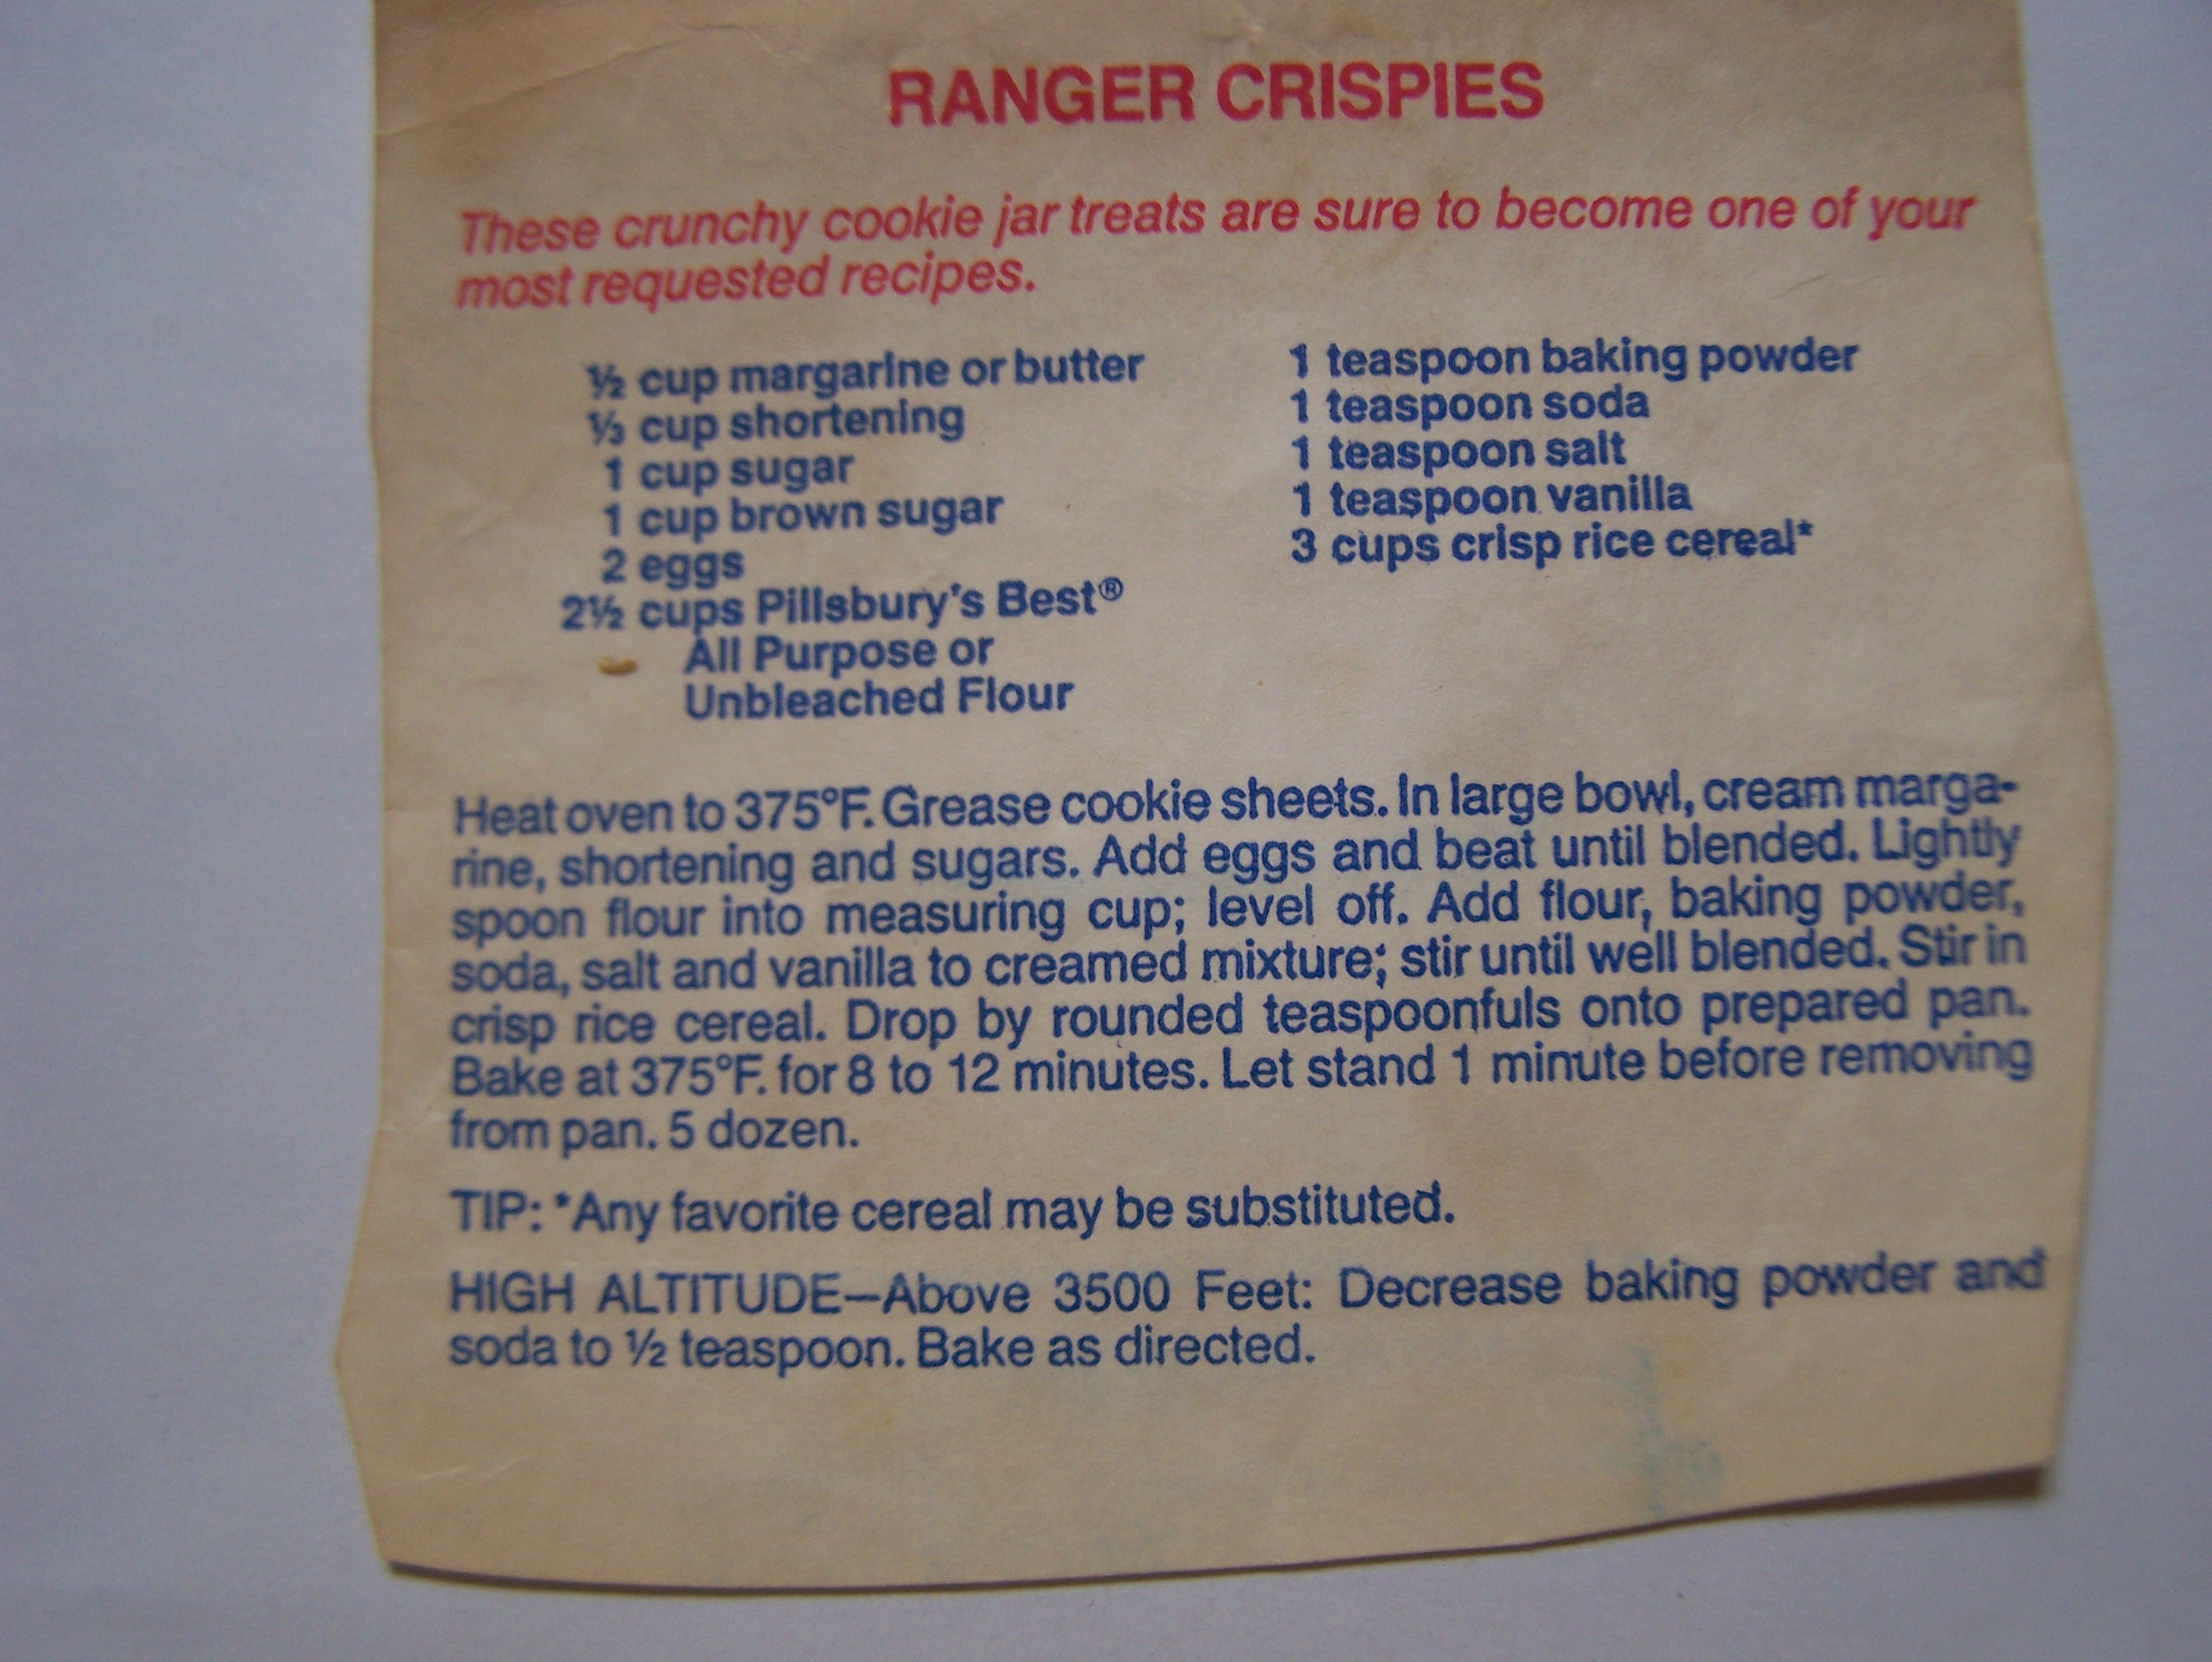 RANGER CRISPIES
These crunchy cookie jar treats are sure to become one of your
most requested recipes.
½ cup margarine or butter
⅓ cup shortening
1 cup sugar
1 cup brown sugar
2 eggs
2½ cups Pillsbury's Best®
All Purpose or
Unbleached Flour
1 teaspoon baking powder
1 teaspoon soda
1 teaspoon salt
1 teaspoon vanilla
3 cups crisp rice cereal*
Heat oven to 375°F. Grease cookie sheets. In large bowl, cream marga-
rine, shortening and sugars. Add eggs and beat until blended. Lightly
spoon flour into measuring cup; level off. Add flour, baking powder,
soda, salt and vanilla to creamed mixture; stir until well blended. Stir in
crisp rice cereal. Drop by rounded teaspoonfuls onto prepared pan.
Bake at 375°F. for 8 to 12 minutes. Let stand 1 minute before removing
from pan. 5 dozen.
TIP: *Any favorite cereal may be substituted.
HIGH ALTITUDE—Above 3500 Feet: Decrease baking powder and
soda to ½ teaspoon. Bake as directed.